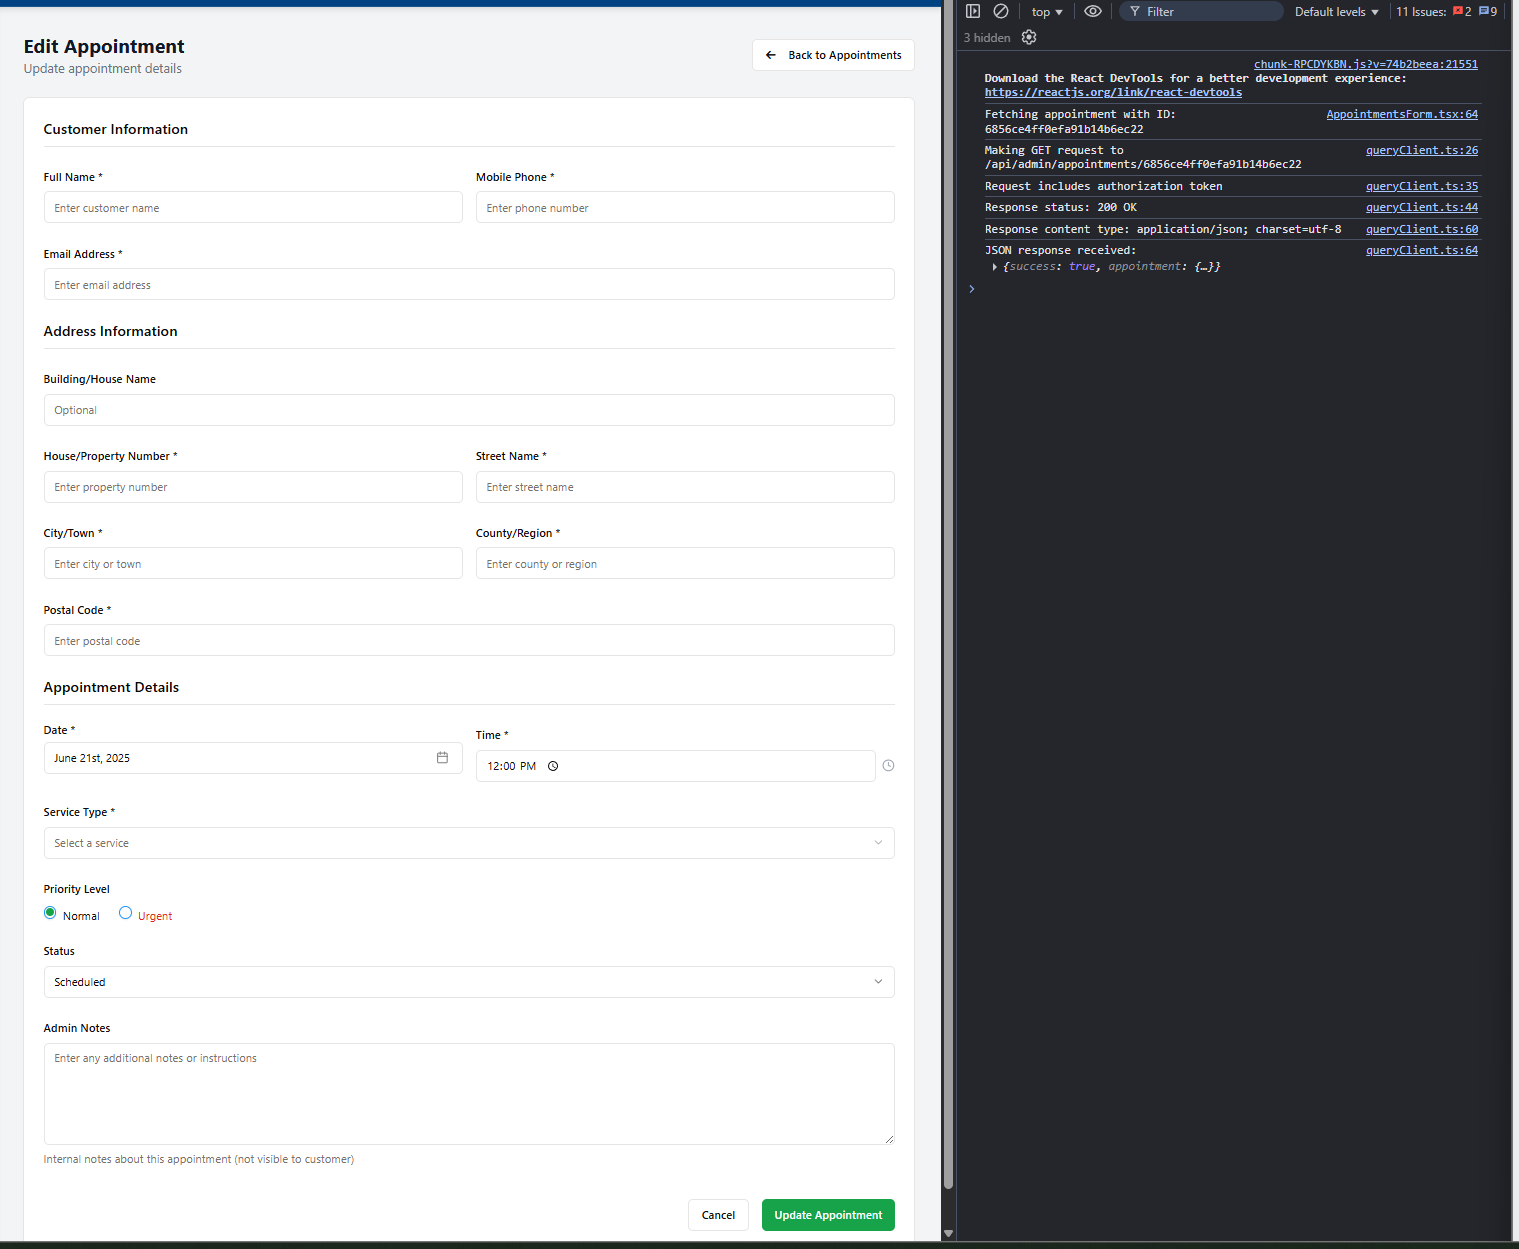 Edit Appointment
Update appointment details
Back to Appointments
Customer Information
Full Name *
Mobile Phone *
Enter customer name
Enter phone number
Email Address *
Enter email address
Address Information
Building/House Name
Optional
House/Property Number *
Street Name *
Enter property number
Enter street name
City/Town *
County/Region *
Enter city or town
Enter county or region
Postal Code *
Enter postal code
Appointment Details
Date *
Time *
June 21st, 2025
12:00 PM
Service Type *
Select a service
Priority Level
Normal
Urgent
Status
Scheduled
Admin Notes
Enter any additional notes or instructions
Internal notes about this appointment (not visible to customer)
Cancel
Update Appointment
top
Filter
Default levels
11 Issues: 2 9
3 hidden
chunk-RPCDYKBN.js?v=74b2beea:21551
Download the React DevTools for a better development experience:
https://reactjs.org/link/react-devtools
Fetching appointment with ID: AppointmentsForm.tsx:64
6856ce4ff0efa91b14b6ec22
Making GET request to queryClient.ts:26
/api/admin/appointments/6856ce4ff0efa91b14b6ec22
Request includes authorization token queryClient.ts:35
Response status: 200 OK queryClient.ts:44
Response content type: application/json; charset=utf-8 queryClient.ts:60
JSON response received: queryClient.ts:64
{success: true, appointment: {…}}